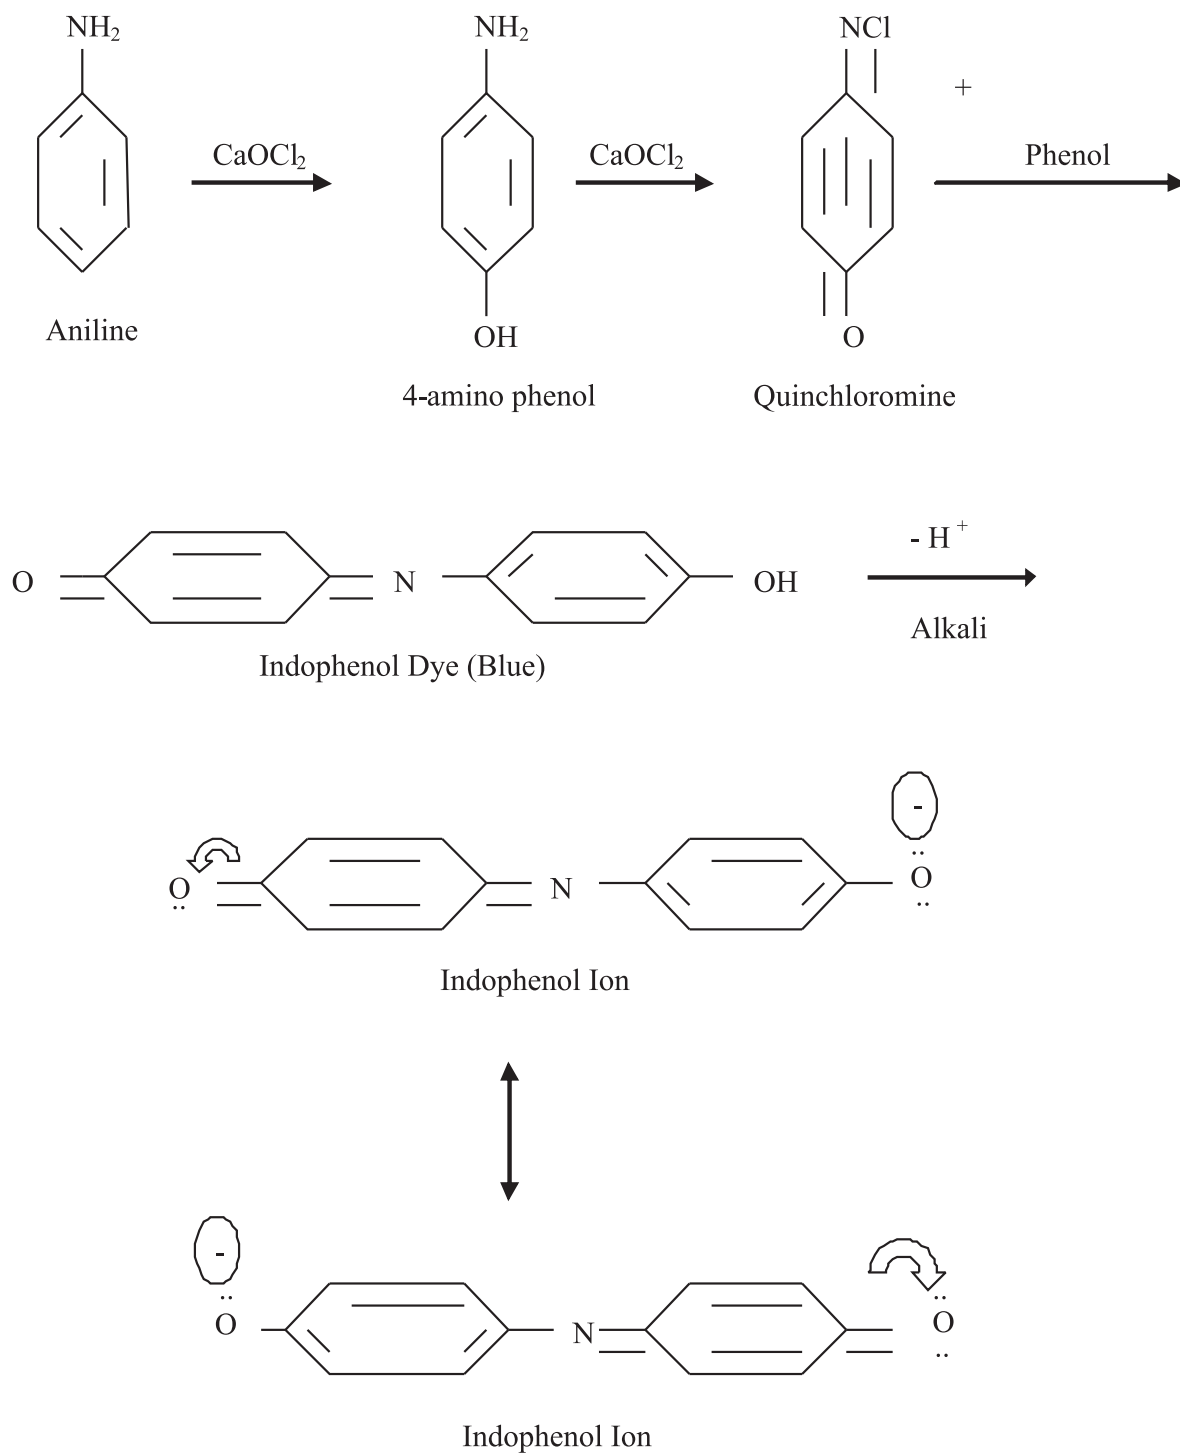 NH₂ NH₂ NCl
+
CaOCl₂ CaOCl₂ Phenol
Aniline OH O
4-amino phenol Quinchloromine
- H⁺
O N OH
Alkali
Indophenol Dye (Blue)
-
O N O
Indophenol Ion
-
O N O
Indophenol Ion